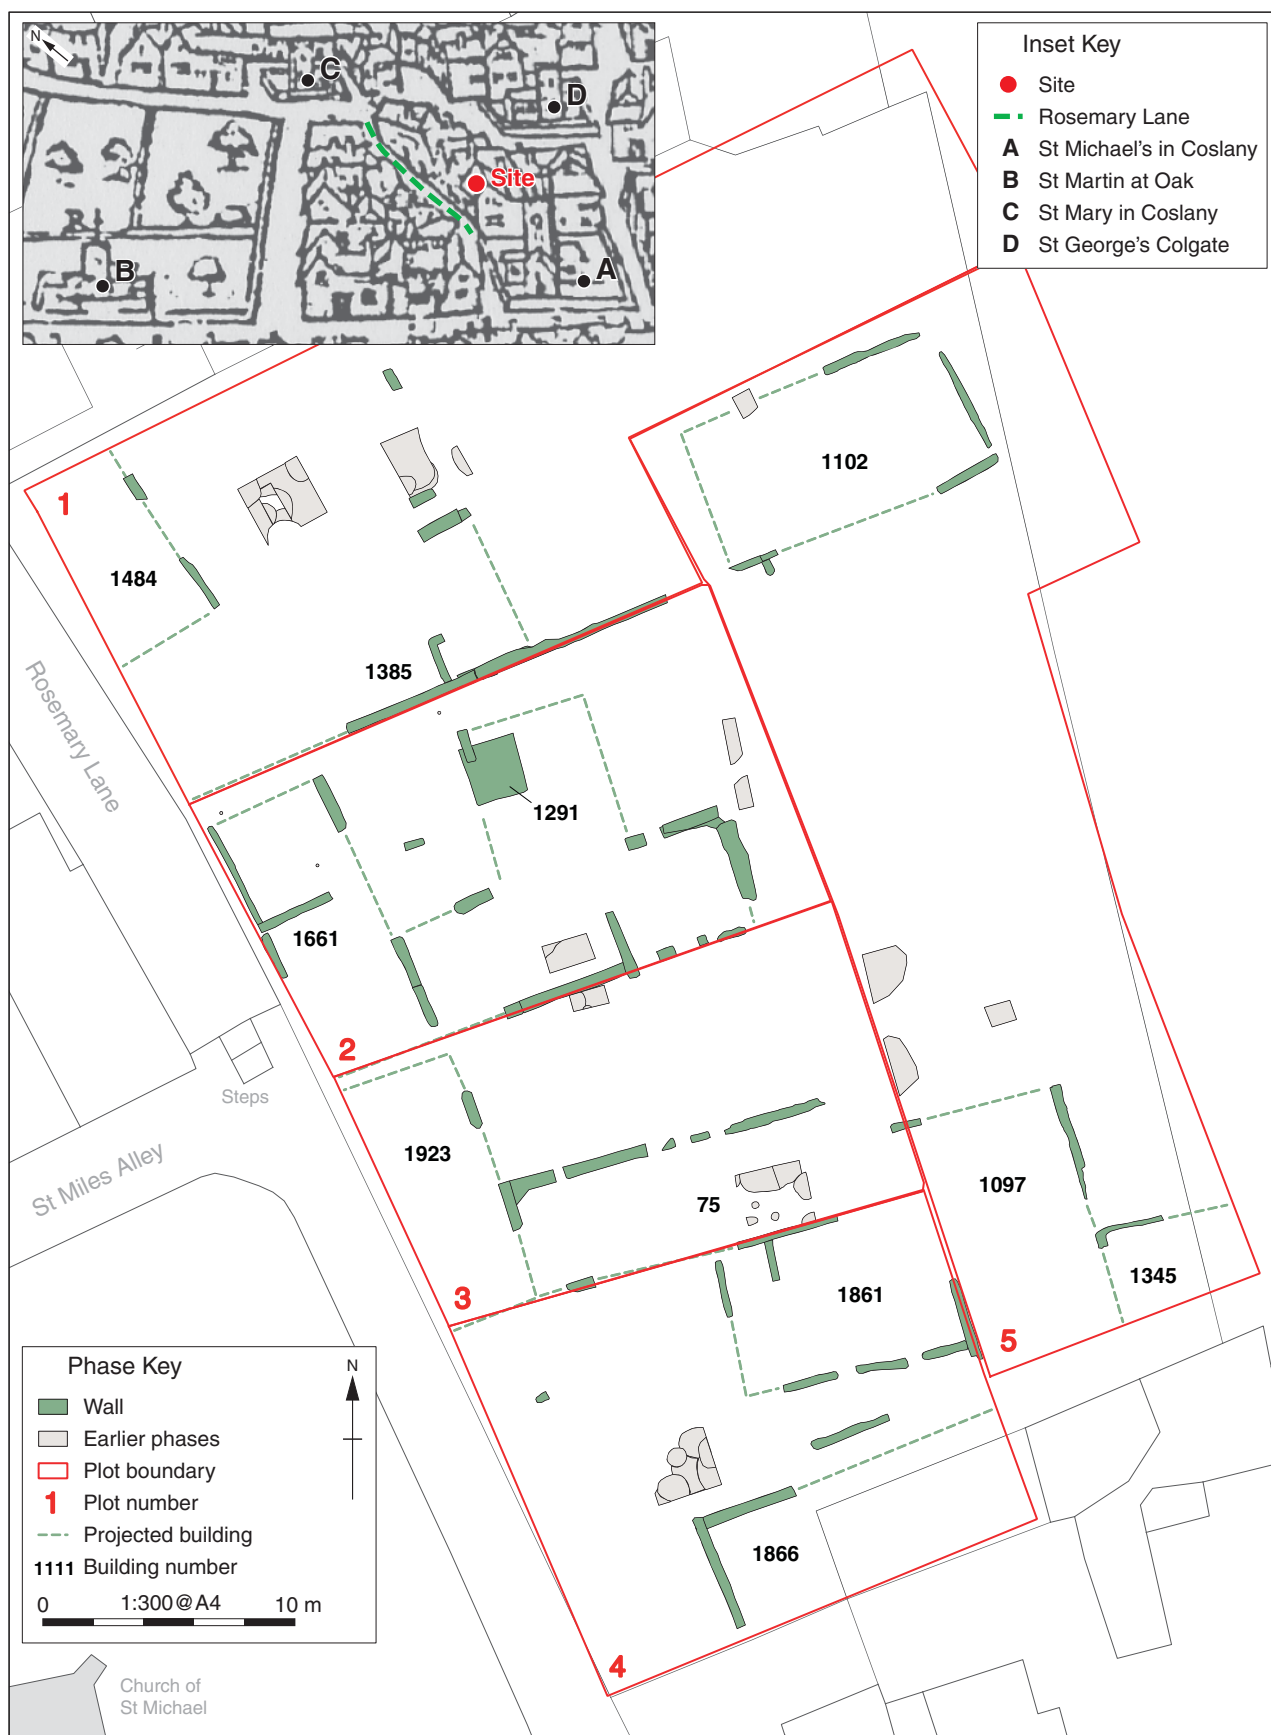 N
C
D
Site
B
A
Inset Key
Site
Rosemary Lane
A St Michael's in Coslany
B St Martin at Oak
C St Mary in Coslany
D St George's Colgate
1
1102
1484
1385
Rosemary Lane
1291
1661
2
Steps
1923
St Miles Alley
75
1097
3
1861
1345
5
1866
4
Phase Key
N
Wall
Earlier phases
Plot boundary
1 Plot number
Projected building
1111 Building number
0 1:300@A4 10 m
Church of
St Michael